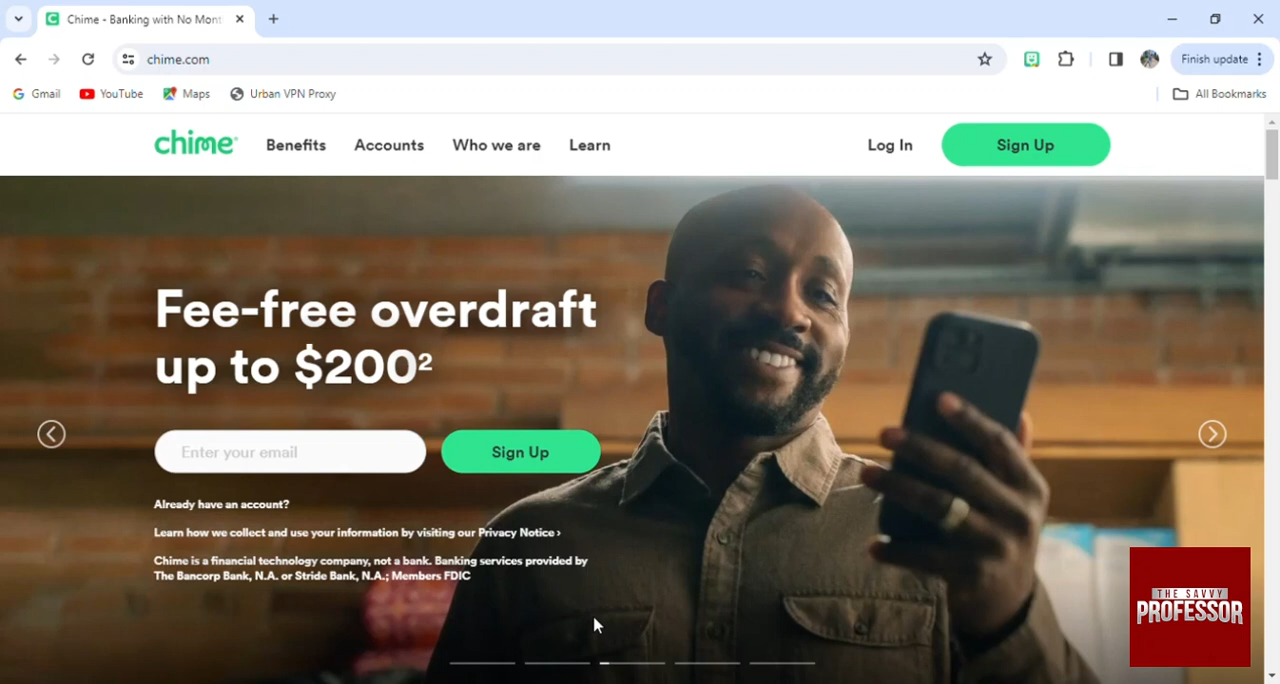 Chime - Banking with No Mont
chime.com
Finish update
Gmail
YouTube
Maps
Urban VPN Proxy
All Bookmarks
chime
Benefits
Accounts
Who we are
Learn
Log In
Sign Up
Fee-free overdraft
up to $200²
Enter your email
Sign Up
Already have an account?
Learn how we collect and use your information by visiting our Privacy Notice ›
Chime is a financial technology company, not a bank. Banking services provided by
The Bancorp Bank, N.A. or Stride Bank, N.A.; Members FDIC
THE SAVVY
PROFESSOR